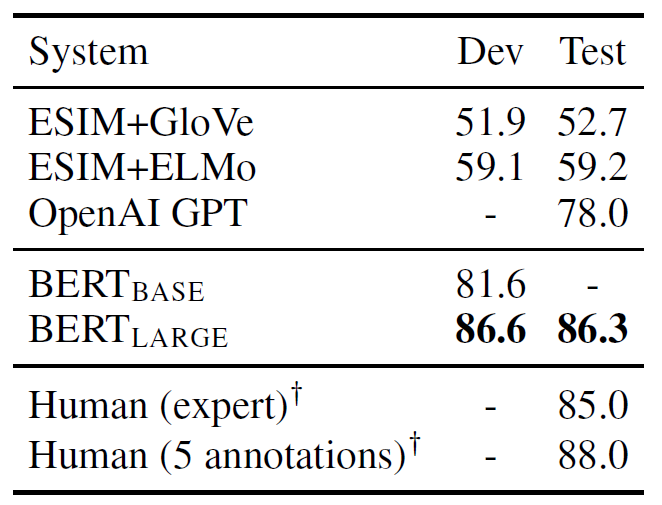 System Dev Test
ESIM+GloVe 51.9 52.7
ESIM+ELMo 59.1 59.2
OpenAI GPT - 78.0
BERTBASE 81.6 -
BERTLARGE 86.6 86.3
Human (expert)† - 85.0
Human (5 annotations)† - 88.0